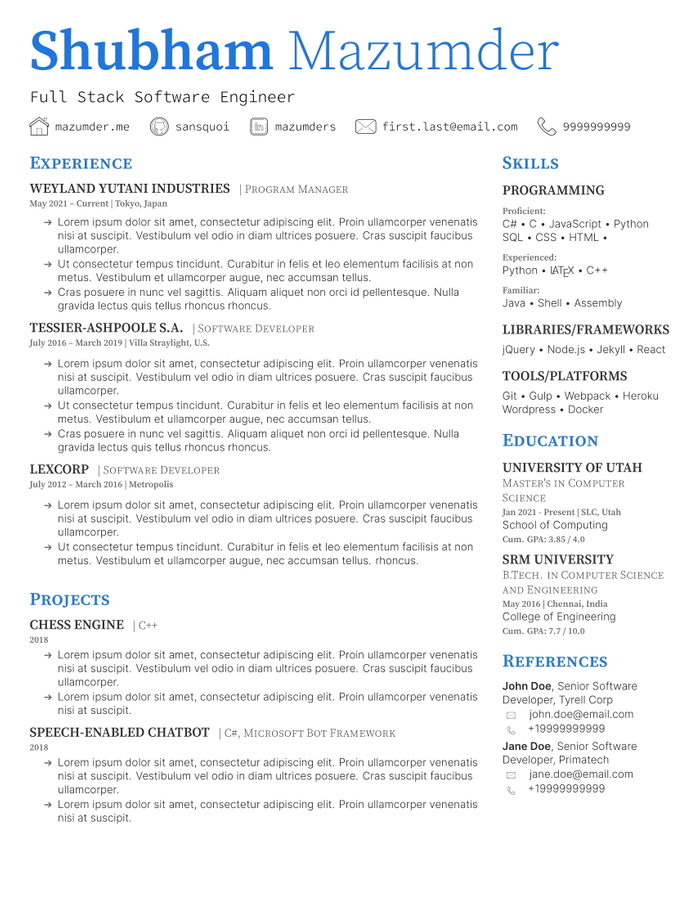 Shubham Mazumder
Full Stack Software Engineer
mazumder.me sansquoi in mazumders first.last@email.com 9999999999
Experience
WEYLAND YUTANI INDUSTRIES | Program Manager
May 2021 – Current | Tokyo, Japan
→ Lorem ipsum dolor sit amet, consectetur adipiscing elit. Proin ullamcorper venenatis
nisi at suscipit. Vestibulum vel odio in diam ultrices posuere. Cras suscipit faucibus
ullamcorper.
→ Ut consectetur tempus tincidunt. Curabitur in felis et leo elementum facilisis at non
metus. Vestibulum et ullamcorper augue, nec accumsan tellus.
→ Cras posuere in nunc vel sagittis. Aliquam aliquet non orci id pellentesque. Nulla
gravida lectus quis tellus rhoncus rhoncus.
TESSIER-ASHPOOLE S.A. | Software Developer
July 2016 – March 2019 | Villa Straylight, U.S.
→ Lorem ipsum dolor sit amet, consectetur adipiscing elit. Proin ullamcorper venenatis
nisi at suscipit. Vestibulum vel odio in diam ultrices posuere. Cras suscipit faucibus
ullamcorper.
→ Ut consectetur tempus tincidunt. Curabitur in felis et leo elementum facilisis at non
metus. Vestibulum et ullamcorper augue, nec accumsan tellus.
→ Cras posuere in nunc vel sagittis. Aliquam aliquet non orci id pellentesque. Nulla
gravida lectus quis tellus rhoncus rhoncus.
LEXCORP | Software Developer
July 2012 – March 2016 | Metropolis
→ Lorem ipsum dolor sit amet, consectetur adipiscing elit. Proin ullamcorper venenatis
nisi at suscipit. Vestibulum vel odio in diam ultrices posuere. Cras suscipit faucibus
ullamcorper.
→ Ut consectetur tempus tincidunt. Curabitur in felis et leo elementum facilisis at non
metus. Vestibulum et ullamcorper augue, nec accumsan tellus. rhoncus.
Projects
CHESS ENGINE | C++
2018
→ Lorem ipsum dolor sit amet, consectetur adipiscing elit. Proin ullamcorper venenatis
nisi at suscipit. Vestibulum vel odio in diam ultrices posuere. Cras suscipit faucibus
ullamcorper.
→ Lorem ipsum dolor sit amet, consectetur adipiscing elit. Proin ullamcorper venenatis
nisi at suscipit.
SPEECH-ENABLED CHATBOT | C#, Microsoft Bot Framework
2018
→ Lorem ipsum dolor sit amet, consectetur adipiscing elit. Proin ullamcorper venenatis
nisi at suscipit. Vestibulum vel odio in diam ultrices posuere. Cras suscipit faucibus
ullamcorper.
→ Lorem ipsum dolor sit amet, consectetur adipiscing elit. Proin ullamcorper venenatis
nisi at suscipit.
Skills
PROGRAMMING
Proficient:
C# • C • JavaScript • Python
SQL • CSS • HTML •
Experienced:
Python • LATEX • C++
Familiar:
Java • Shell • Assembly
LIBRARIES/FRAMEWORKS
jQuery • Node.js • Jekyll • React
TOOLS/PLATFORMS
Git • Gulp • Webpack • Heroku
Wordpress • Docker
Education
UNIVERSITY OF UTAH
Master's in Computer
Science
Jan 2021 - Present | SLC, Utah
School of Computing
Cum. GPA: 3.85 / 4.0
SRM UNIVERSITY
B.Tech. in Computer Science
and Engineering
May 2016 | Chennai, India
College of Engineering
Cum. GPA: 7.7 / 10.0
References
John Doe, Senior Software
Developer, Tyrell Corp
john.doe@email.com
+19999999999
Jane Doe, Senior Software
Developer, Primatech
jane.doe@email.com
+19999999999